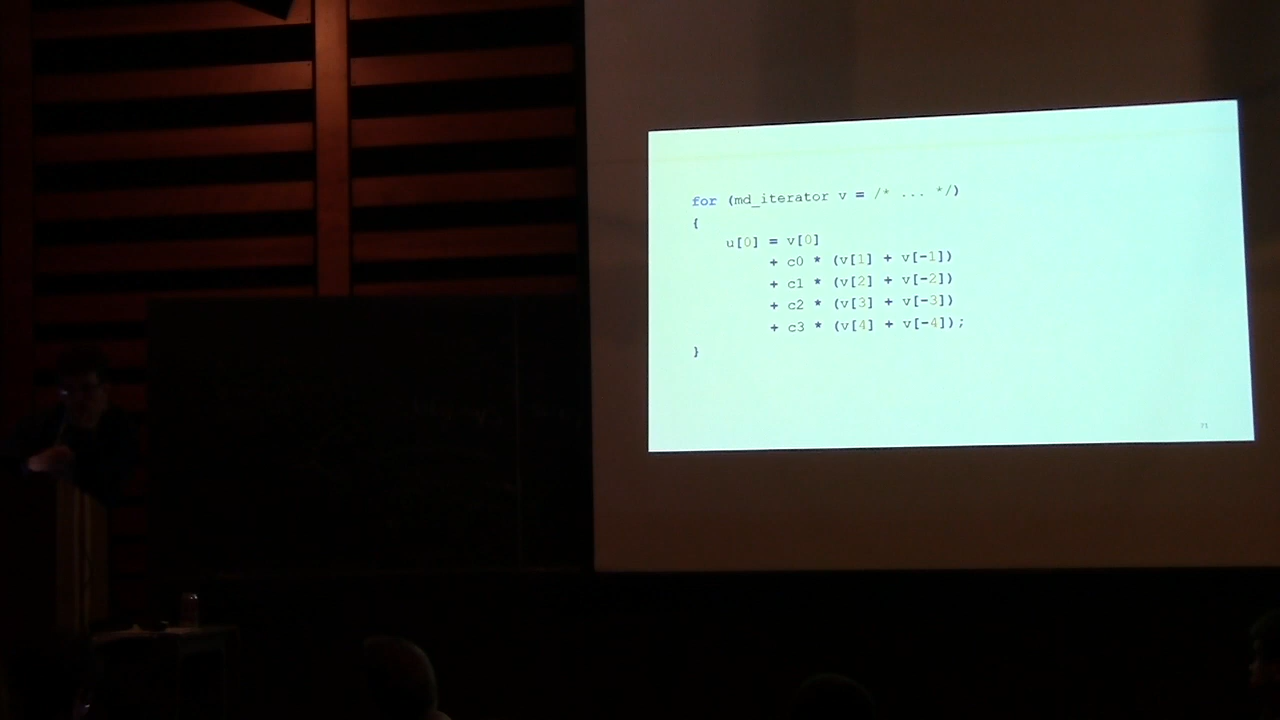 for (md_iterator v = /* ... */)
{
u[0] = v[0]
+ c0 * (v[1] + v[-1])
+ c1 * (v[2] + v[-2])
+ c2 * (v[3] + v[-3])
+ c3 * (v[4] + v[-4]);
}